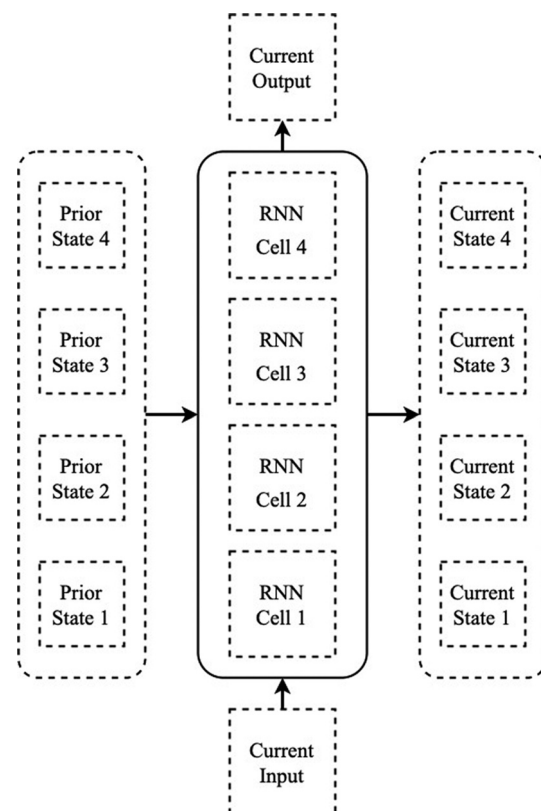 Current
Output
Prior
State 4
Prior
State 3
Prior
State 2
Prior
State 1
RNN
Cell 4
RNN
Cell 3
RNN
Cell 2
RNN
Cell 1
Current
State 4
Current
State 3
Current
State 2
Current
State 1
Current
Input